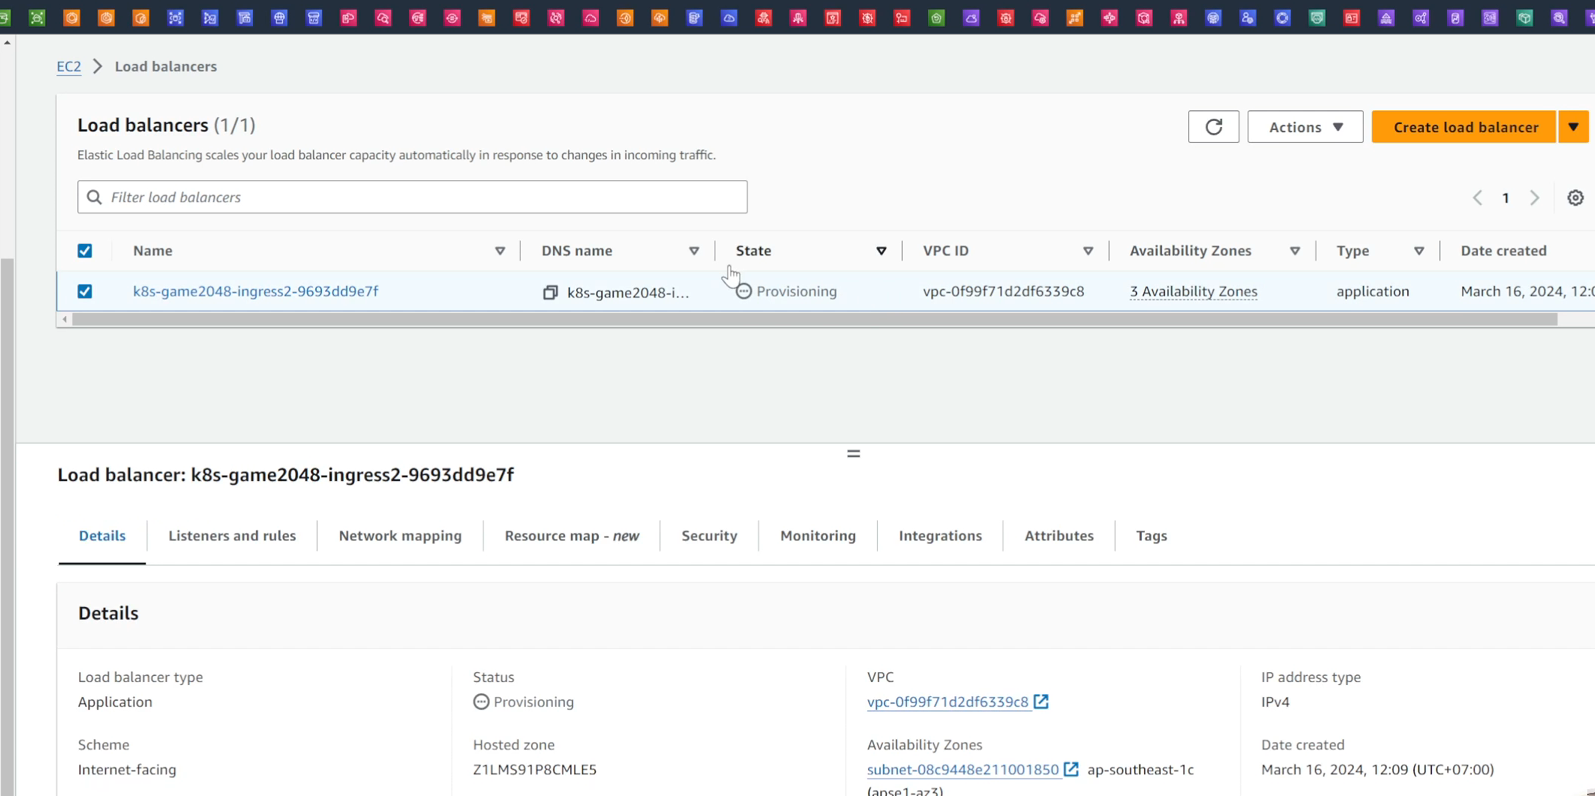 EC2 > Load balancers
Load balancers (1/1)
Actions ▼
Create load balancer ▼
Elastic Load Balancing scales your load balancer capacity automatically in response to changes in incoming traffic.
Filter load balancers
< 1 >
Name DNS name State VPC ID Availability Zones Type Date created
k8s-game2048-ingress2-9693dd9e7f k8s-game2048-i... Provisioning vpc-0f99f71d2df6339c8 3 Availability Zones application March 16, 2024, 12:0
Load balancer: k8s-game2048-ingress2-9693dd9e7f
Details Listeners and rules Network mapping Resource map - new Security Monitoring Integrations Attributes Tags
Details
Load balancer type Status VPC IP address type
Application Provisioning vpc-0f99f71d2df6339c8 IPv4
Scheme Hosted zone Availability Zones Date created
Internet-facing Z1LMS91P8CMLE5 subnet-08c9448e211001850 ap-southeast-1c March 16, 2024, 12:09 (UTC+07:00)
(apse1-az3)